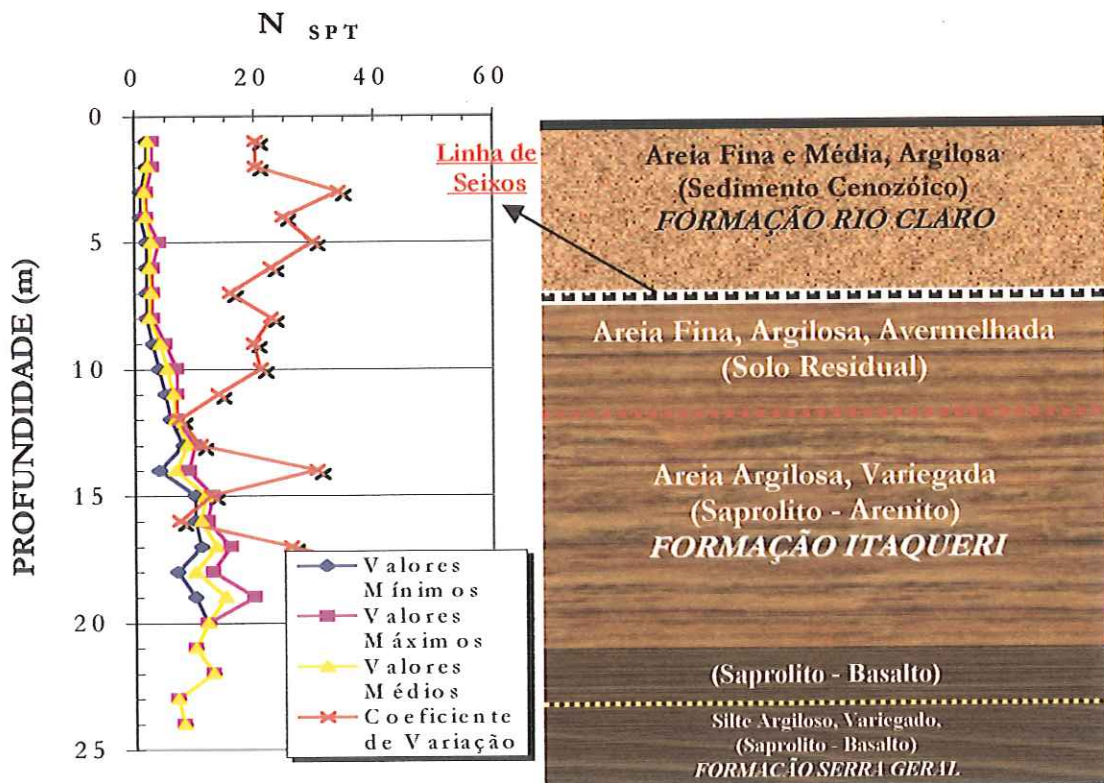 N SPT
0 20 40 60
PROFUNDIDADE (m)
0
5
10
15
20
25
Linha de
Seixos
Valores
Mínimos
Valores
Máximos
Valores
Médios
Coeficiente
de Variação
Areia Fina e Média, Argilosa
(Sedimento Cenozóico)
FORMAÇÃO RIO CLARO
Areia Fina, Argilosa, Avermelhada
(Solo Residual)
Areia Argilosa, Variegada
(Saprolito - Arenito)
FORMAÇÃO ITAQUERI
(Saprolito - Basalto)
Silte Argiloso, Variegado,
(Saprolito - Basalto)
FORMAÇÃO SERRA GERAL